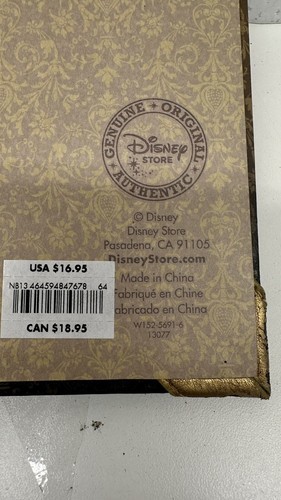 GENUINE • ORIGINAL
Disney
STORE
AUTHENTIC
© Disney
Disney Store
Pasadena, CA 91105
DisneyStore.com
Made in China
Fabriqué en Chine
Fabricado en China
W152-5691-6
13077
USA $16.95
NB13 464594847678 64
CAN $18.95